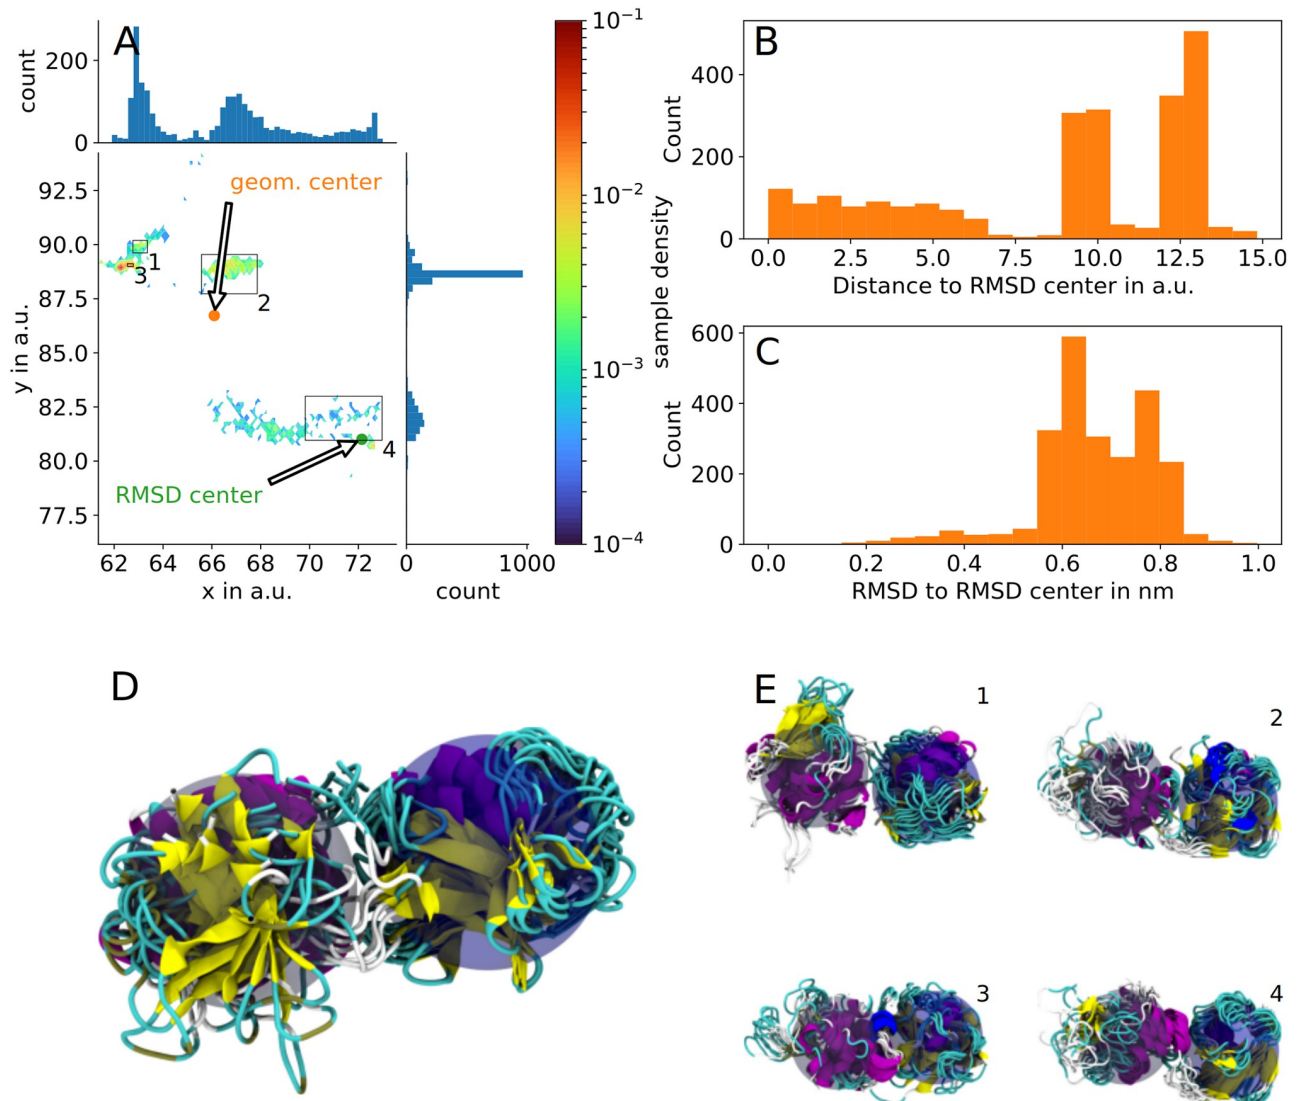 A
count
200
0
geom. center
92.5
90.0
87.5
85.0
82.5
80.0
77.5
y in a.u.
1
3
2
4
RMSD center
62 64 66 68 70 72
x in a.u.
0 1000
count
10⁻¹
10⁻²
10⁻³
10⁻⁴
sample density
B
Count
400
200
0
0.0 2.5 5.0 7.5 10.0 12.5 15.0
Distance to RMSD center in a.u.
C
Count
600
400
200
0
0.0 0.2 0.4 0.6 0.8 1.0
RMSD to RMSD center in nm
D
E
1
2
3
4